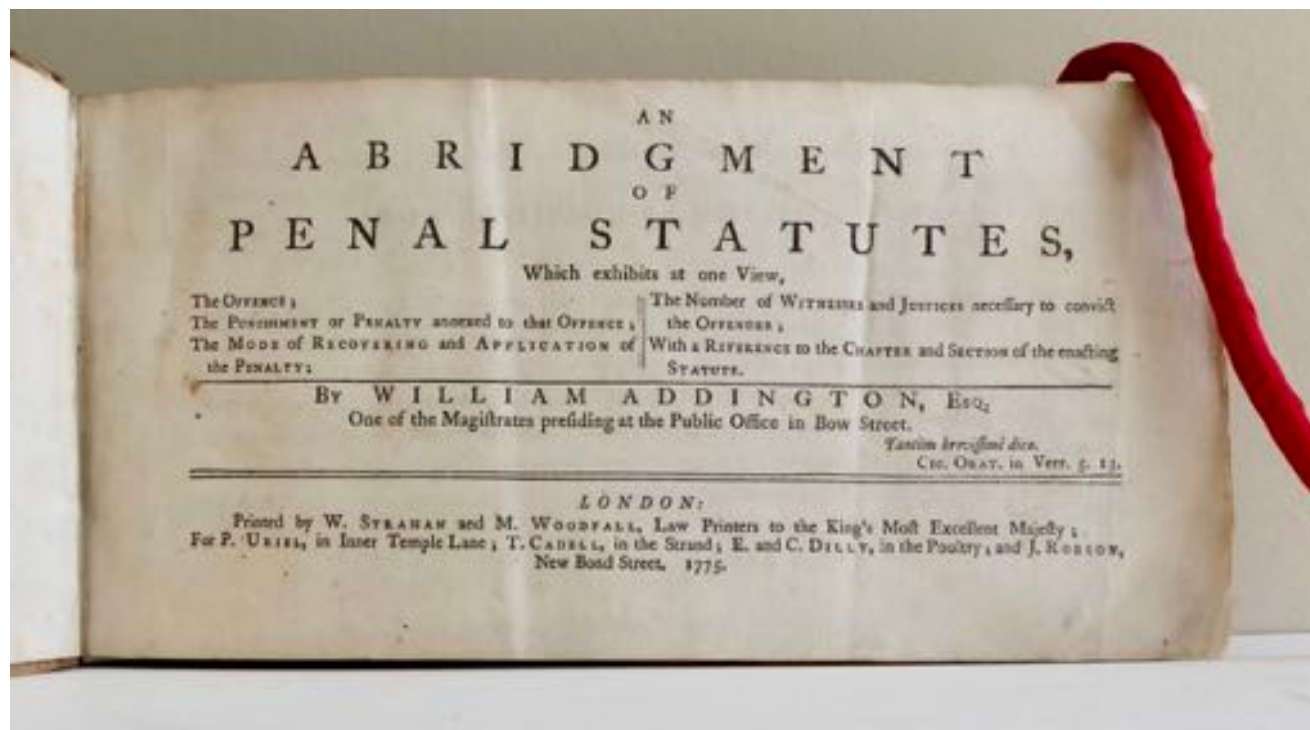 AN
ABRIDGMENT
OF
PENAL STATUTES,
Which exhibits at one View,
The OFFENCE;
The PUNISHMENT or PENALTY annexed to that OFFENCE;
The MODE of RECOVERING and APPLICATION of
the PENALTY;
The Number of WITNESSES and JUSTICES neceſſary to convict
the OFFENDER;
With a REFERENCE to the CHAPTER and SECTION of the enacting
STATUTE.
By WILLIAM ADDINGTON, Esq;
One of the Magiſtrates preſiding at the Public Office in Bow Street.
Tantùm breviſſimè dico.
CIC. ORAT. in Verr. 5. 13.
LONDON:
Printed by W. STRAHAN and M. WOODFALL, Law Printers to the King's Moſt Excellent Majeſty;
For P. URIEL, in Inner Temple Lane; T. CADELL, in the Strand; E. and C. DILLY, in the Poultry; and J. ROBSON,
New Bond Street. 1775.